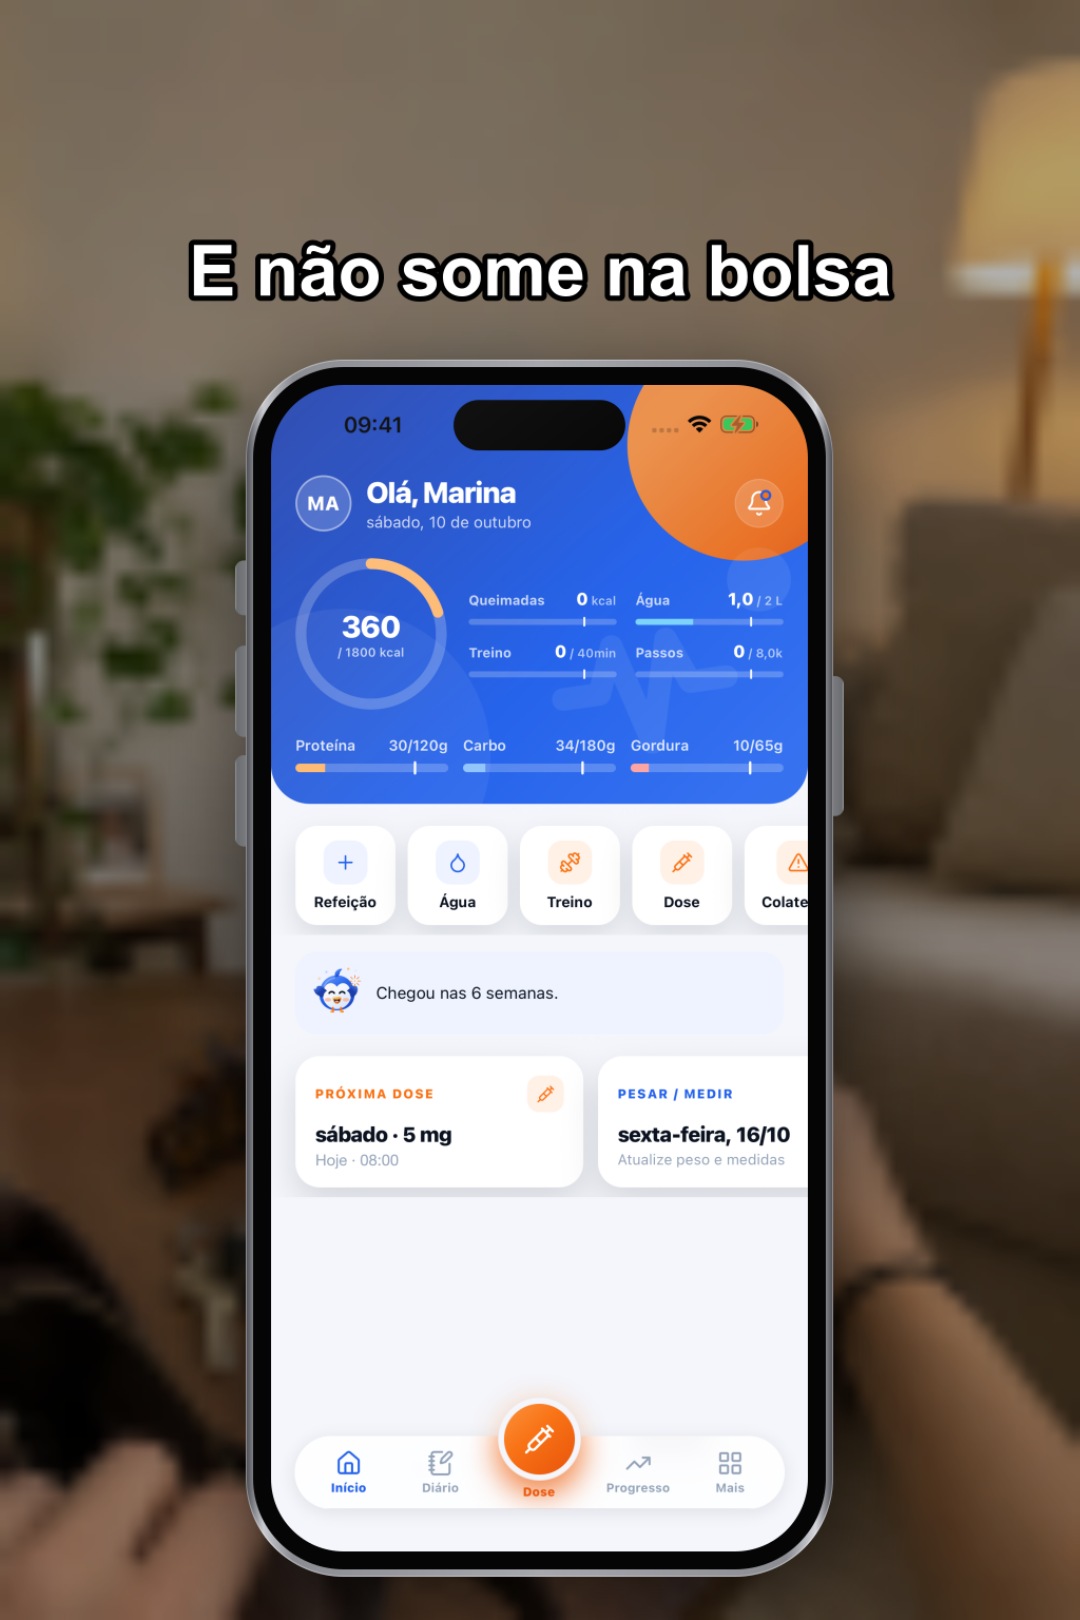 E não some na bolsa
09:41
MA
Olá, Marina
sábado, 10 de outubro
360
/ 1800 kcal
Queimadas 0 kcal
Água 1,0 / 2 L
Treino 0 / 40min
Passos 0 / 8,0k
Proteína 30/120g
Carbo 34/180g
Gordura 10/65g
Refeição
Água
Treino
Dose
Colate
Chegou nas 6 semanas.
PRÓXIMA DOSE
sábado · 5 mg
Hoje · 08:00
PESAR / MEDIR
sexta-feira, 16/10
Atualize peso e medidas
Início
Diário
Dose
Progresso
Mais